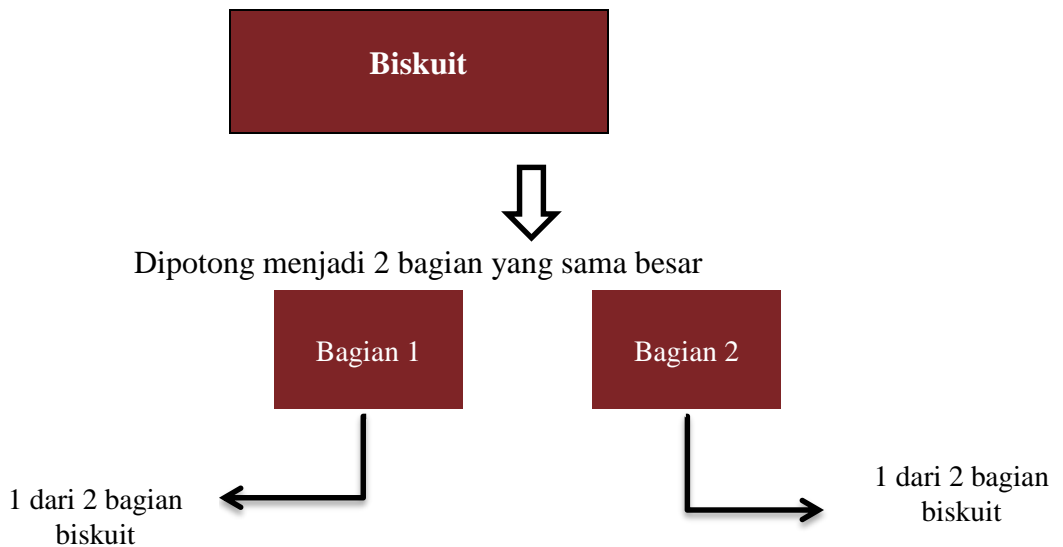 Biskuit
Dipotong menjadi 2 bagian yang sama besar
Bagian 1
Bagian 2
1 dari 2 bagian
biskuit
1 dari 2 bagian
biskuit